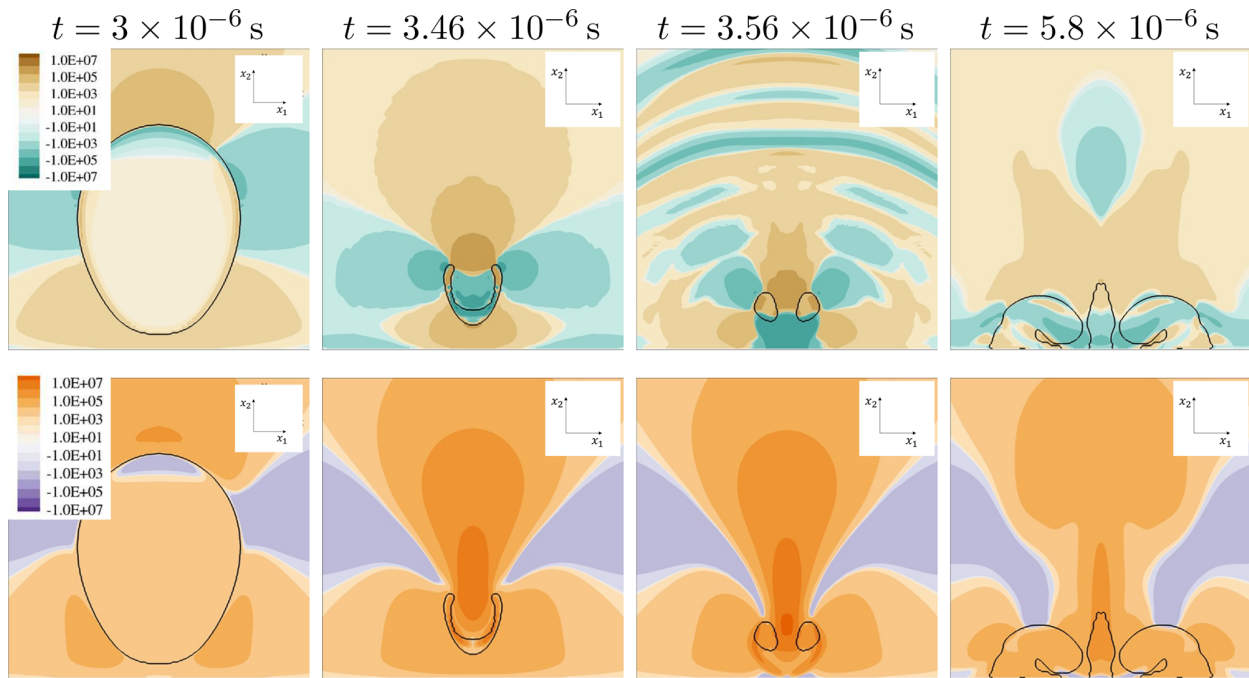 t = 3 × 10⁻⁶ s
t = 3.46 × 10⁻⁶ s
t = 3.56 × 10⁻⁶ s
t = 5.8 × 10⁻⁶ s
1.0E+07
1.0E+05
1.0E+03
1.0E+01
-1.0E+01
-1.0E+03
-1.0E+05
-1.0E+07
x₂
x₁
x₂
x₁
x₂
x₁
x₂
x₁
1.0E+07
1.0E+05
1.0E+03
1.0E+01
-1.0E+01
-1.0E+03
-1.0E+05
-1.0E+07
x₂
x₁
x₂
x₁
x₂
x₁
x₂
x₁